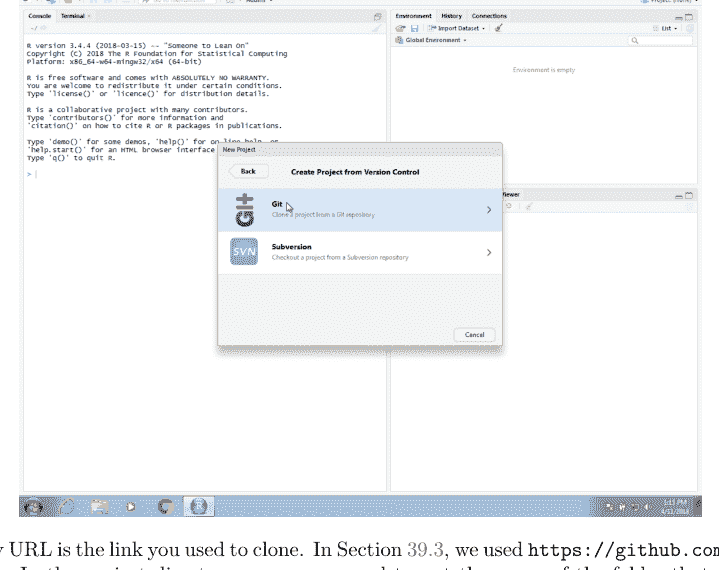 Console Terminal
~/
R version 3.4.4 (2018-03-15) -- "Someone to Lean On"
Copyright (C) 2018 The R Foundation for Statistical Computing
Platform: x86_64-w64-mingw32/x64 (64-bit)
R is free software and comes with ABSOLUTELY NO WARRANTY.
You are welcome to redistribute it under certain conditions.
Type 'license()' or 'licence()' for distribution details.
R is a collaborative project with many contributors.
Type 'contributors()' for more information and
'citation()' on how to cite R or R packages in publications.
Type 'demo()' for some demos, 'help()' for on-line help, or
'help.start()' for an HTML browser interface
Type 'q()' to quit R.
>
Environment History Connections
Import Dataset
List
Global Environment
Environment is empty
Viewer
New Project
Back
Create Project from Version Control
Git
Clone a project from a Git repository
SVN
Subversion
Checkout a project from a Subversion repository
Cancel
URL is the link you used to clone. In Section 39.3, we used https://github.com